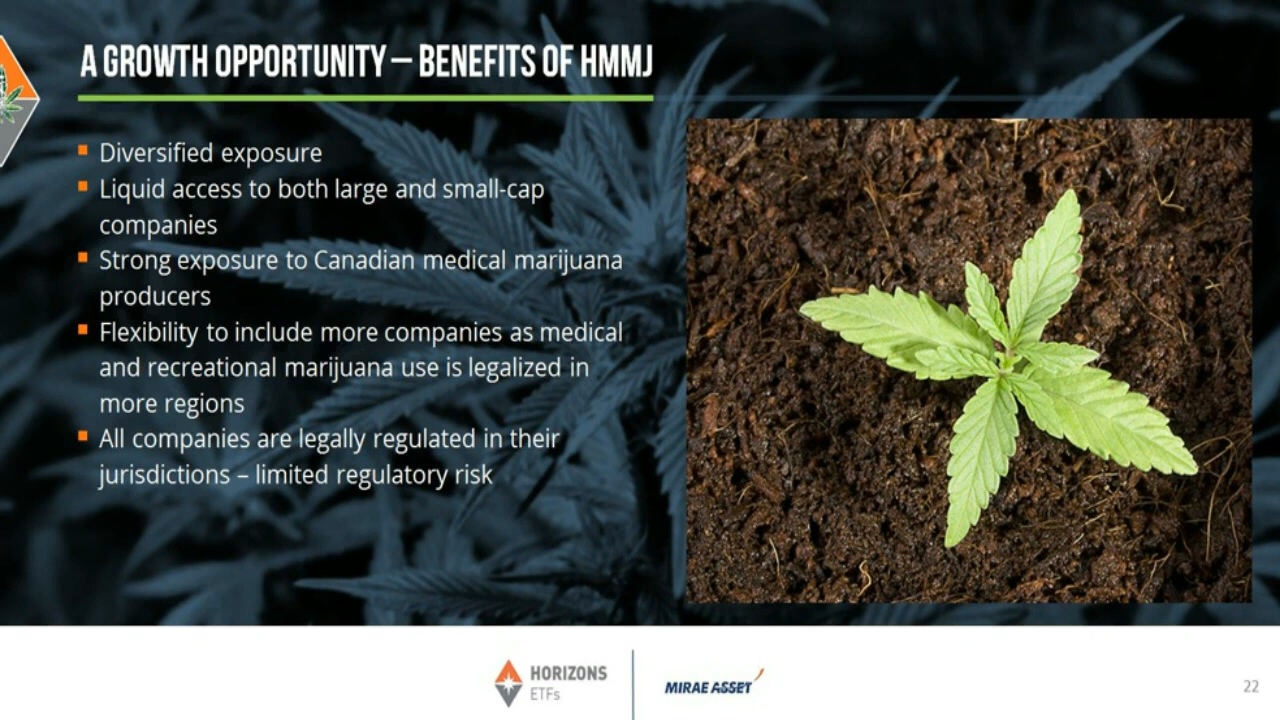 A GROWTH OPPORTUNITY – BENEFITS OF HMMJ
Diversified exposure
Liquid access to both large and small-cap
companies
Strong exposure to Canadian medical marijuana
producers
Flexibility to include more companies as medical
and recreational marijuana use is legalized in
more regions
All companies are legally regulated in their
jurisdictions – limited regulatory risk
HORIZONS
ETFs
MIRAE ASSET
22